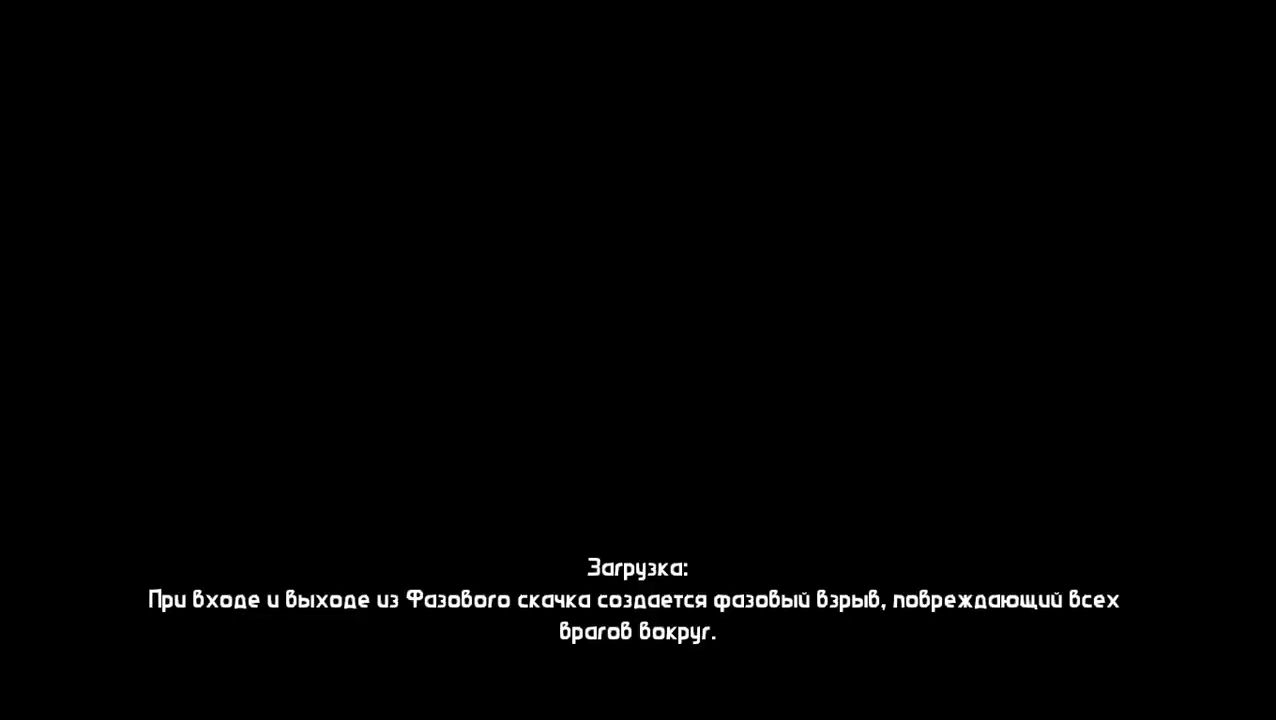 Загрузка:
При входе и выходе из Фазового скачка создается фазовый взрыв, повреждающий всех
врагов вокруг.